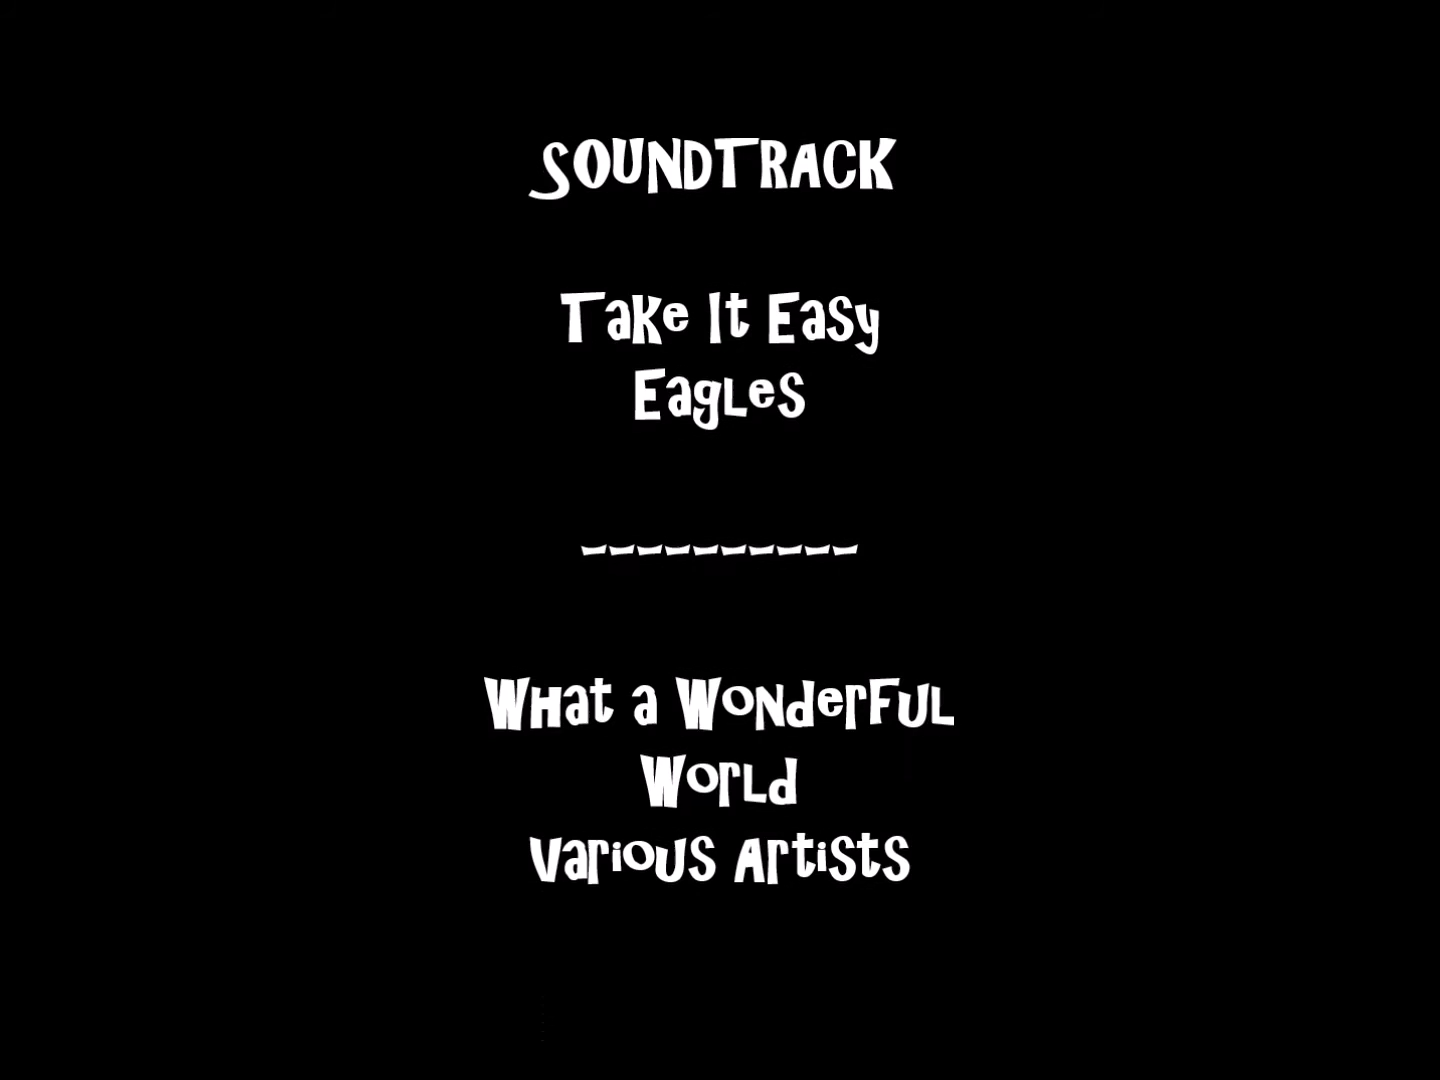 SOUNDTRACK
Take It Easy
Eagles
----------
What a Wonderful
World
Various Artists